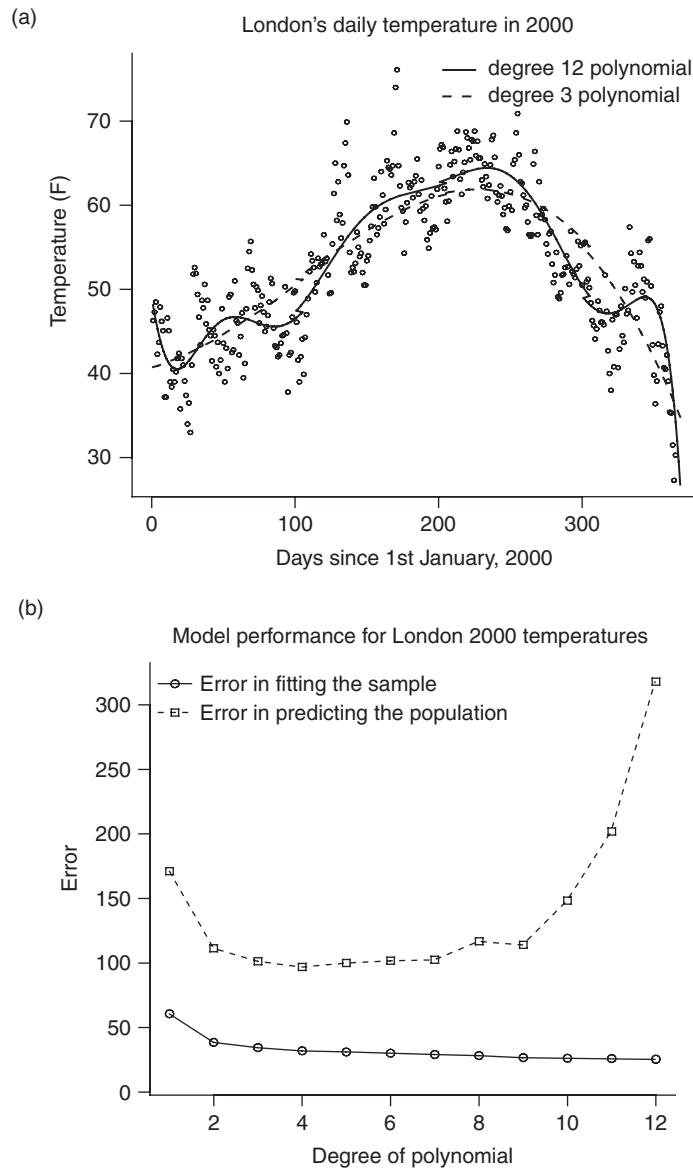 (a)
London's daily temperature in 2000
degree 12 polynomial
degree 3 polynomial
Temperature (F)
70
60
50
40
30
0
100
200
300
Days since 1st January, 2000
(b)
Model performance for London 2000 temperatures
Error in fitting the sample
Error in predicting the population
Error
300
250
200
150
100
50
0
2
4
6
8
10
12
Degree of polynomial